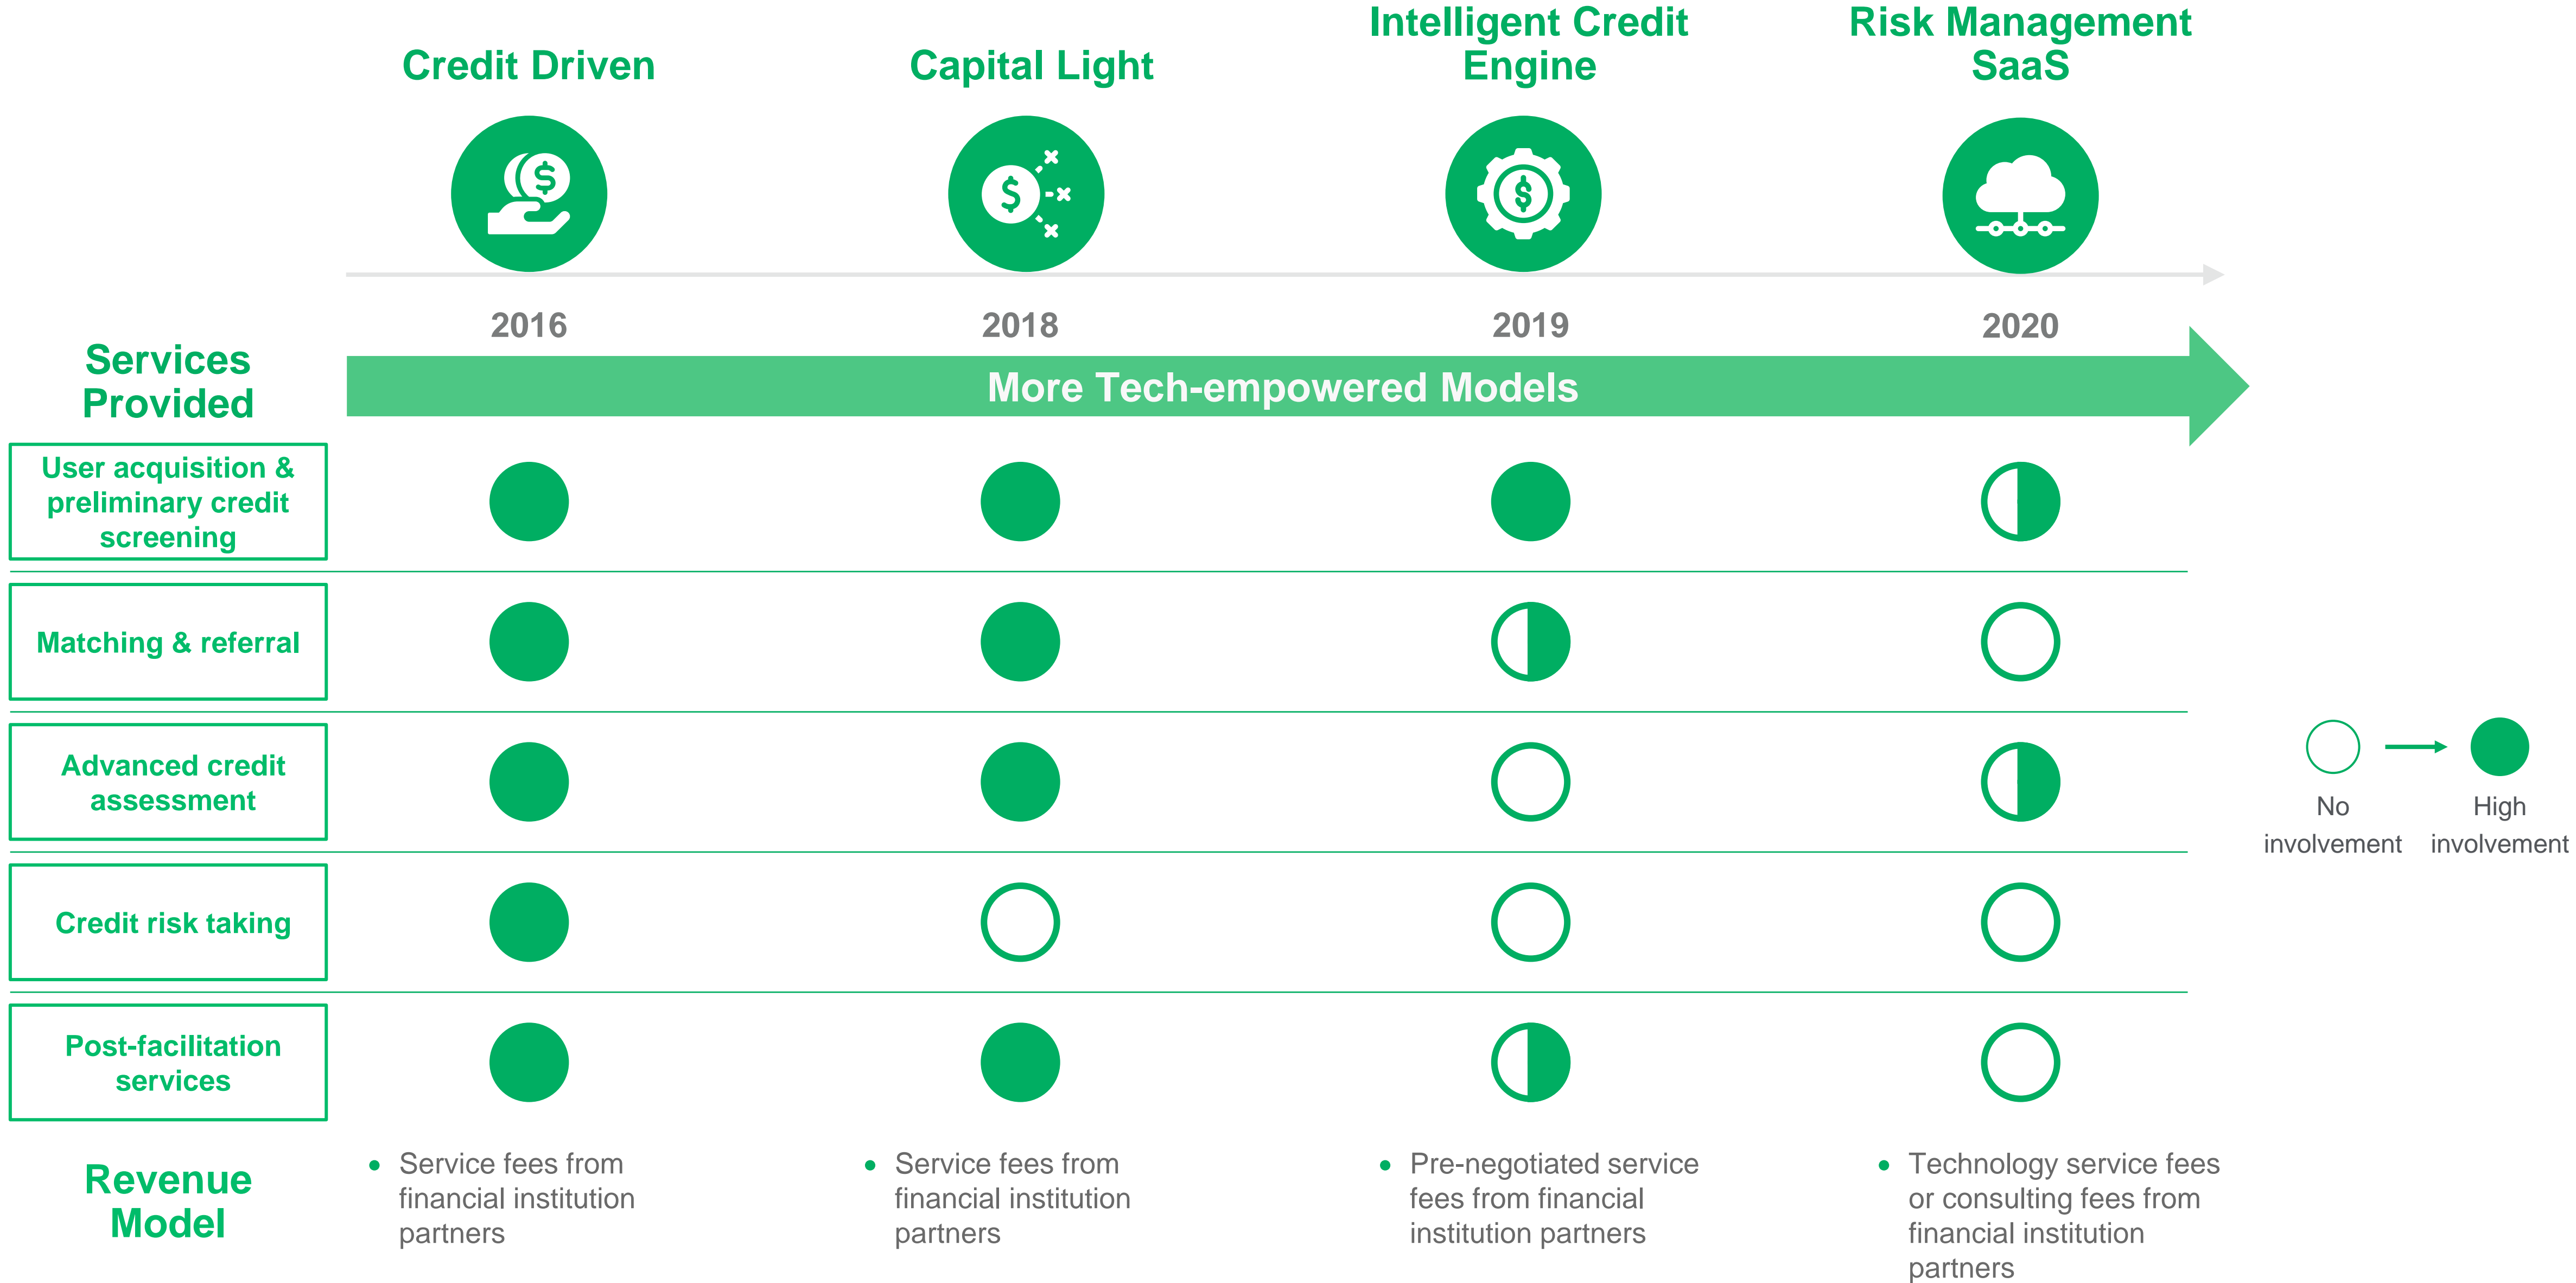 Credit Driven
Capital Light
Intelligent Credit
Engine
Risk Management
SaaS
2016
2018
2019
2020
Services
Provided
More Tech-empowered Models
User acquisition &
preliminary credit
screening
Matching & referral
Advanced credit
assessment
Credit risk taking
Post-facilitation
services
No
involvement
High
involvement
Revenue
Model
• Service fees from
financial institution
partners
• Service fees from
financial institution
partners
• Pre-negotiated service
fees from financial
institution partners
• Technology service fees
or consulting fees from
financial institution
partners